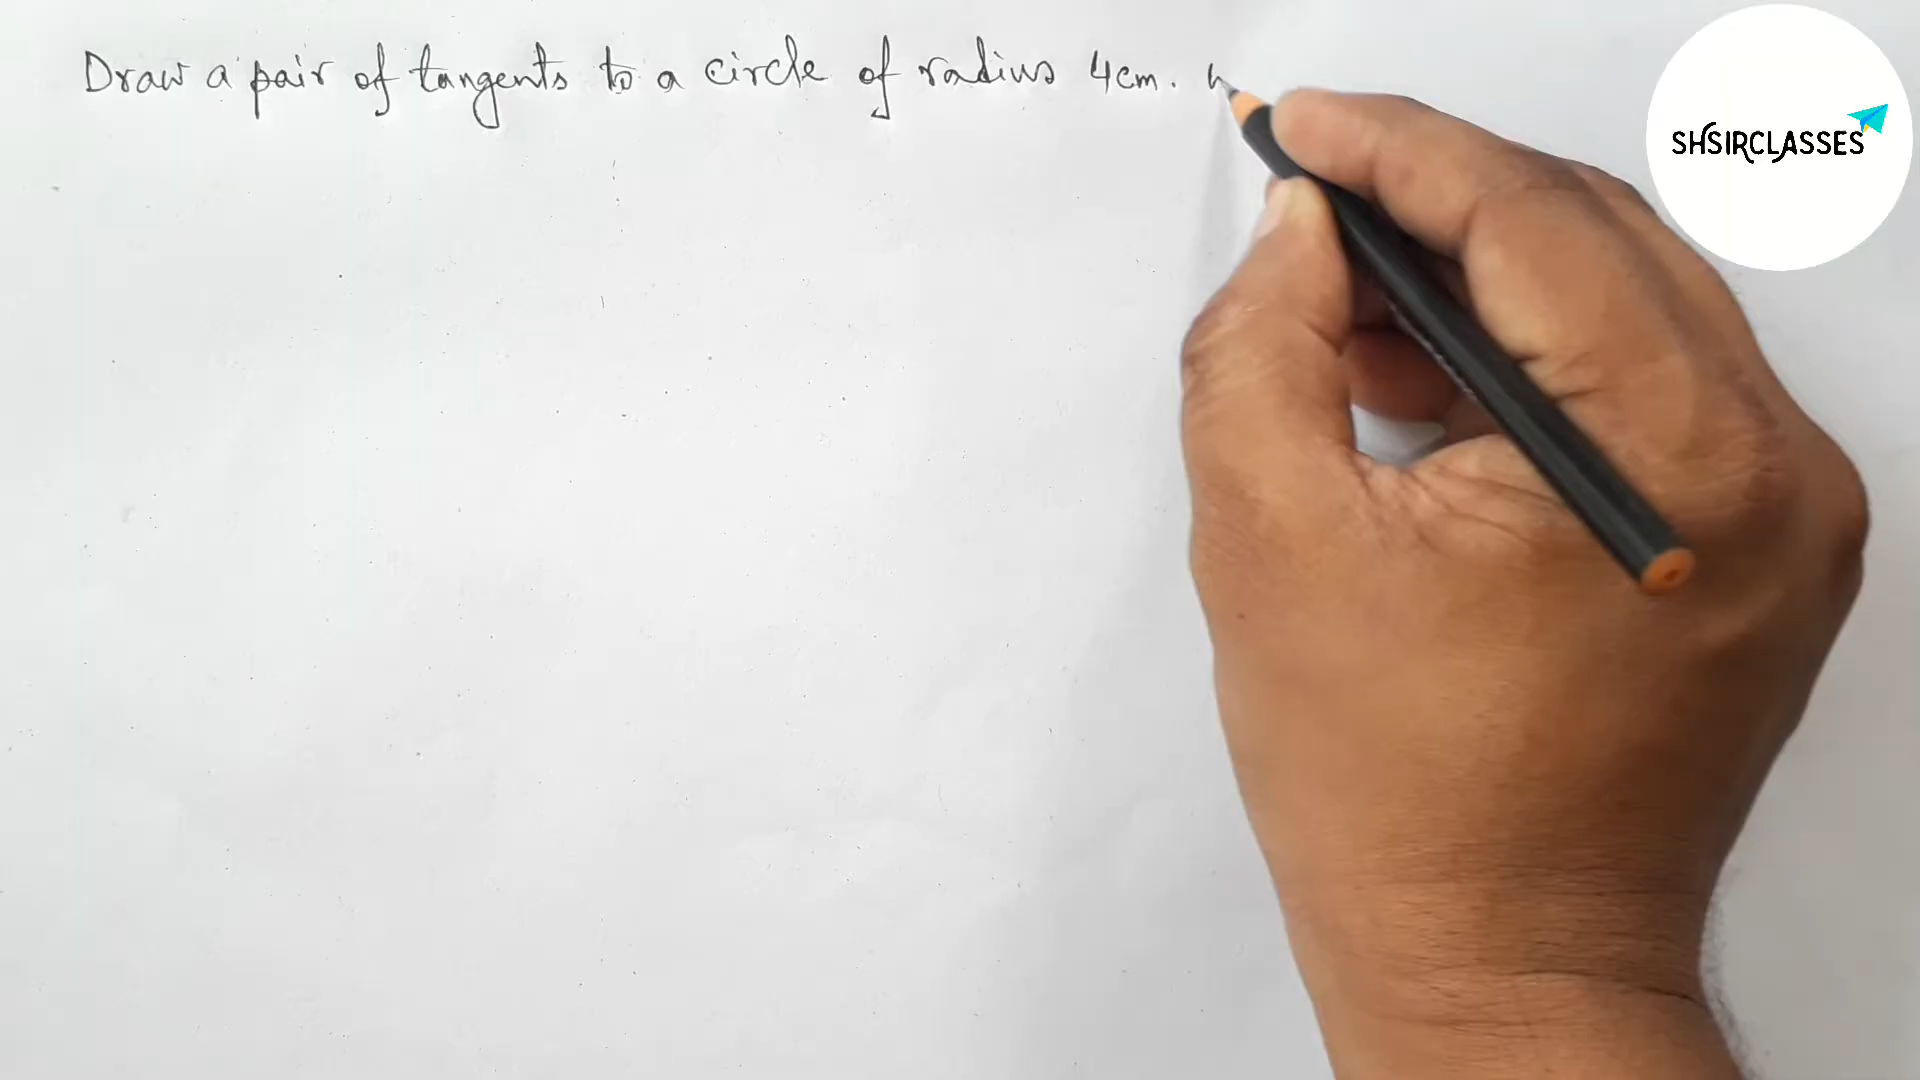 Draw a pair of tangents to a circle of radius 4cm.
SHSIRCLASSES